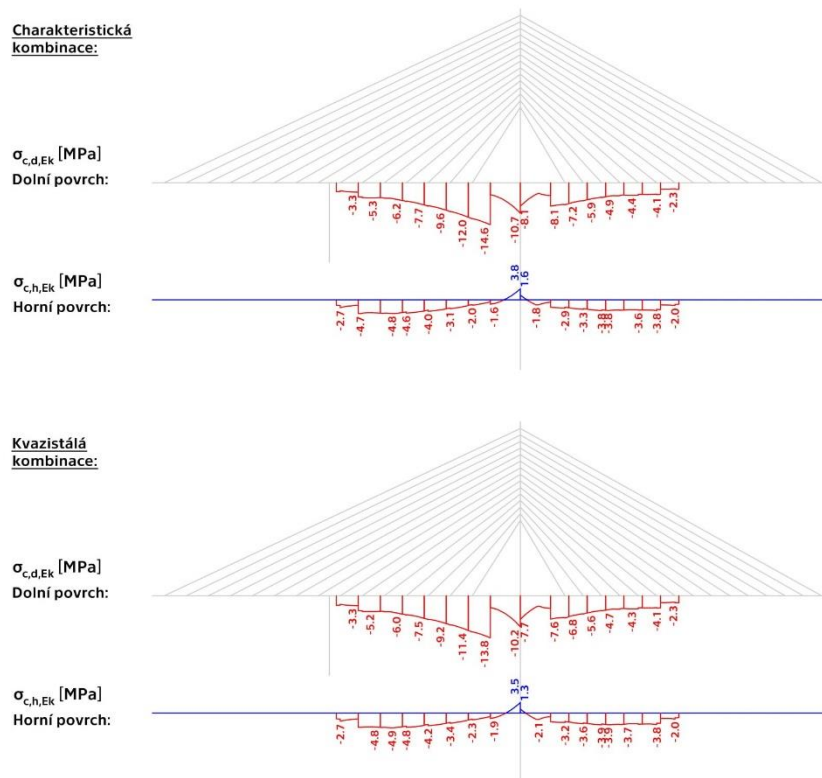 Charakteristická
kombinace:
σc,d,Ek [MPa]
Dolní povrch:
-3.3 -5.3 -6.2 -7.7 -9.6 -12.0 -14.6 -10.7 -8.1 -8.1 -7.2 -5.9 -4.9 -4.4 -4.1 -2.3
σc,h,Ek [MPa]
Horní povrch:
3.8 1.6
-2.7 -4.7 -4.8 -4.6 -4.0 -3.1 -2.0 -1.6 -1.8 -2.9 -3.3 -3.8 -3.8 -3.6 -3.8 -2.0
Kvazistálá
kombinace:
σc,d,Ek [MPa]
Dolní povrch:
-3.3 -5.2 -6.0 -7.5 -9.2 -11.4 -13.8 -10.2 -7.7 -7.6 -6.8 -5.6 -4.7 -4.3 -4.1 -2.3
σc,h,Ek [MPa]
Horní povrch:
3.5 1.3
-2.7 -4.8 -4.9 -4.8 -4.2 -3.4 -2.3 -1.9 -2.1 -3.2 -3.6 -3.9 -3.9 -3.7 -3.8 -2.0